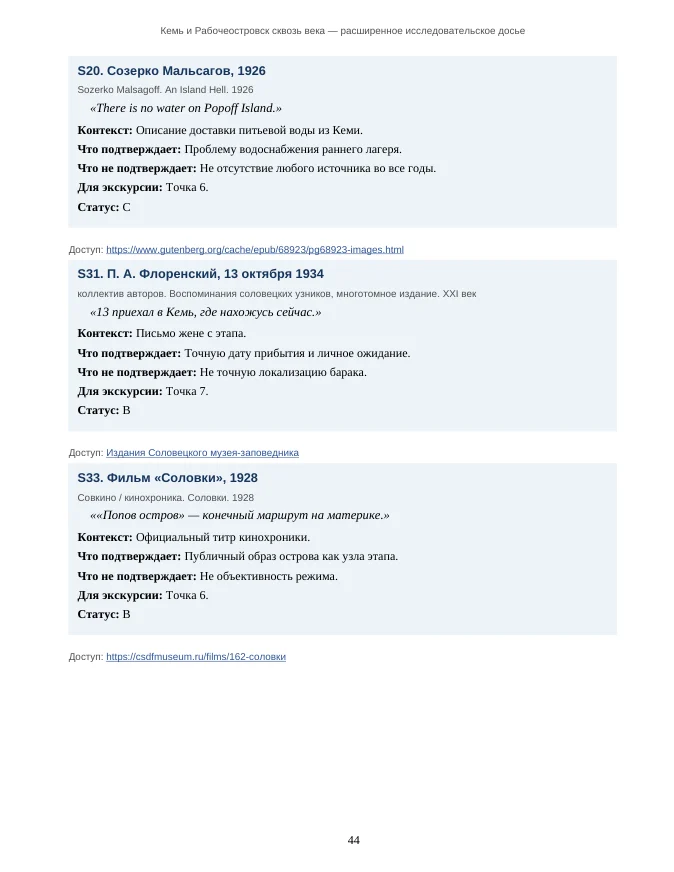 Кемь и Рабочеостровск сквозь века — расширенное исследовательское досье
S20. Созерко Мальсагов, 1926
Sozerko Malsagoff. An Island Hell. 1926
«There is no water on Popoff Island.»
Контекст: Описание доставки питьевой воды из Кеми.
Что подтверждает: Проблему водоснабжения раннего лагеря.
Что не подтверждает: Не отсутствие любого источника во все годы.
Для экскурсии: Точка 6.
Статус: C
Доступ: https://www.gutenberg.org/cache/epub/68923/pg68923-images.html
S31. П. А. Флоренский, 13 октября 1934
коллектив авторов. Воспоминания соловецких узников, многотомное издание. XXI век
«13 приехал в Кемь, где нахожусь сейчас.»
Контекст: Письмо жене с этапа.
Что подтверждает: Точную дату прибытия и личное ожидание.
Что не подтверждает: Не точную локализацию барака.
Для экскурсии: Точка 7.
Статус: B
Доступ: Издания Соловецкого музея-заповедника
S33. Фильм «Соловки», 1928
Совкино / кинохроника. Соловки. 1928
««Попов остров» — конечный маршрут на материке.»
Контекст: Официальный титр кинохроники.
Что подтверждает: Публичный образ острова как узла этапа.
Что не подтверждает: Не объективность режима.
Для экскурсии: Точка 6.
Статус: B
Доступ: https://csdfmuseum.ru/films/162-соловки
44